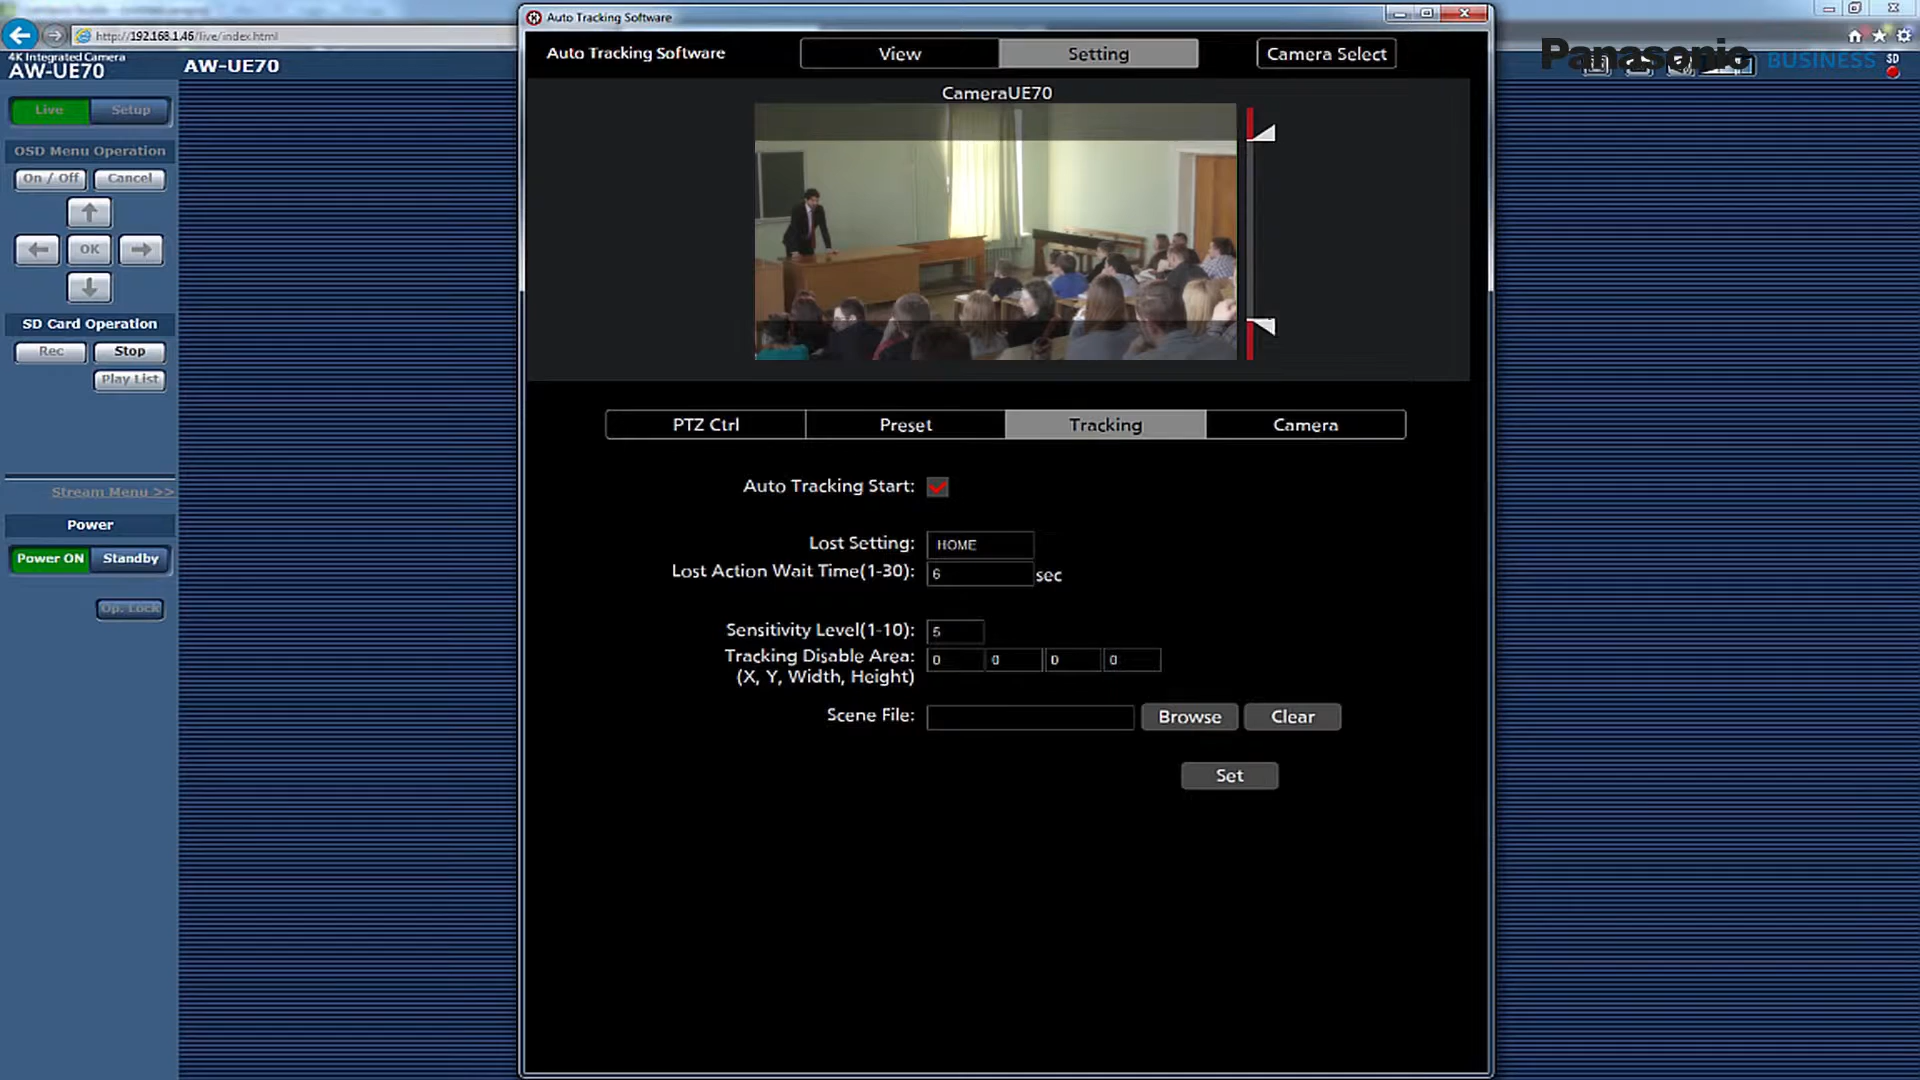 Auto Tracking Software
http://192.168.1.46/live/index.html
4K Integrated Camera
AW-UE70
AW-UE70
Auto Tracking Software
View
Setting
Camera Select
Panasonic BUSINESS
SD
Live
Setup
CameraUE70
OSD Menu Operation
On / Off
Cancel
OK
SD Card Operation
Rec
Stop
Play List
PTZ Ctrl
Preset
Tracking
Camera
Stream Menu >>
Power
Power ON
Standby
Op. Lock
Auto Tracking Start:
Lost Setting: HOME
Lost Action Wait Time(1-30): 6 sec
Sensitivity Level(1-10): 5
Tracking Disable Area: 0 0 0 0
(X, Y, Width, Height)
Scene File:
Browse
Clear
Set